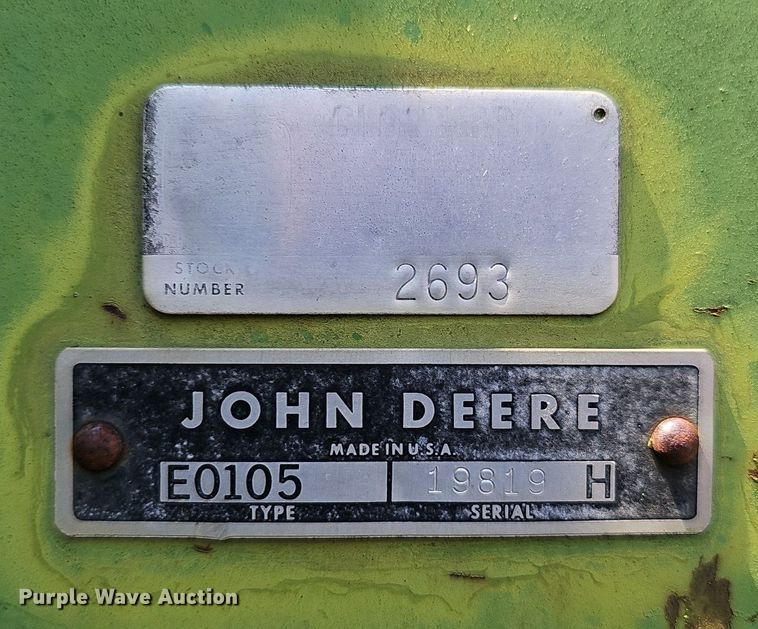 STOCK
NUMBER 2693
JOHN DEERE
MADE IN U.S.A.
E0105 19819 H
TYPE SERIAL
Purple Wave Auction